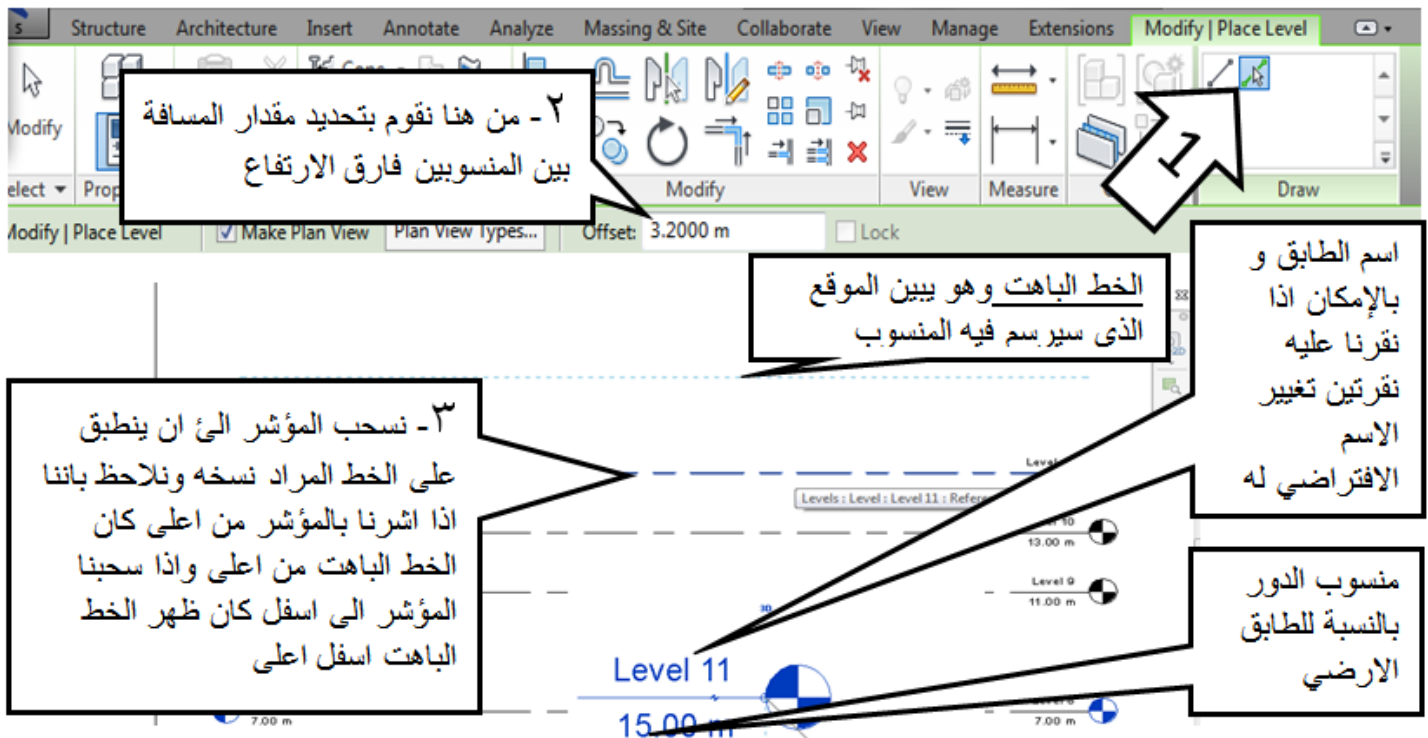 s Structure Architecture Insert Annotate Analyze Massing & Site Collaborate View Manage Extensions Modify | Place Level
Modify
٢- من هنا نقوم بتحديد مقدار المسافة
بين المنسوبين فارق الارتفاع
1
elect Prop Modify View Measure Draw
Modify | Place Level Make Plan View Plan View Types... Offset: 3.2000 m Lock
اسم الطابق و
بالإمكان اذا
نقرنا عليه
نقرتين تغيير
الاسم
الافتراضي له
الخط الباهت وهو يبين الموقع
الذى سيرسم فيه المنسوب
٣- نسحب المؤشر الئ ان ينطبق
على الخط المراد نسخه ونلاحظ باننا
اذا اشرنا بالمؤشر من اعلى كان
الخط الباهت من اعلى واذا سحبنا
المؤشر الى اسفل كان ظهر الخط
الباهت اسفل اعلى
Levels : Level : Level 11 : Refere
13.00 m
Level 9
11.00 m
3D
منسوب الدور
بالنسبة للطابق
الارضي
Level 11
15.00 m
7.00 m
7.00 m